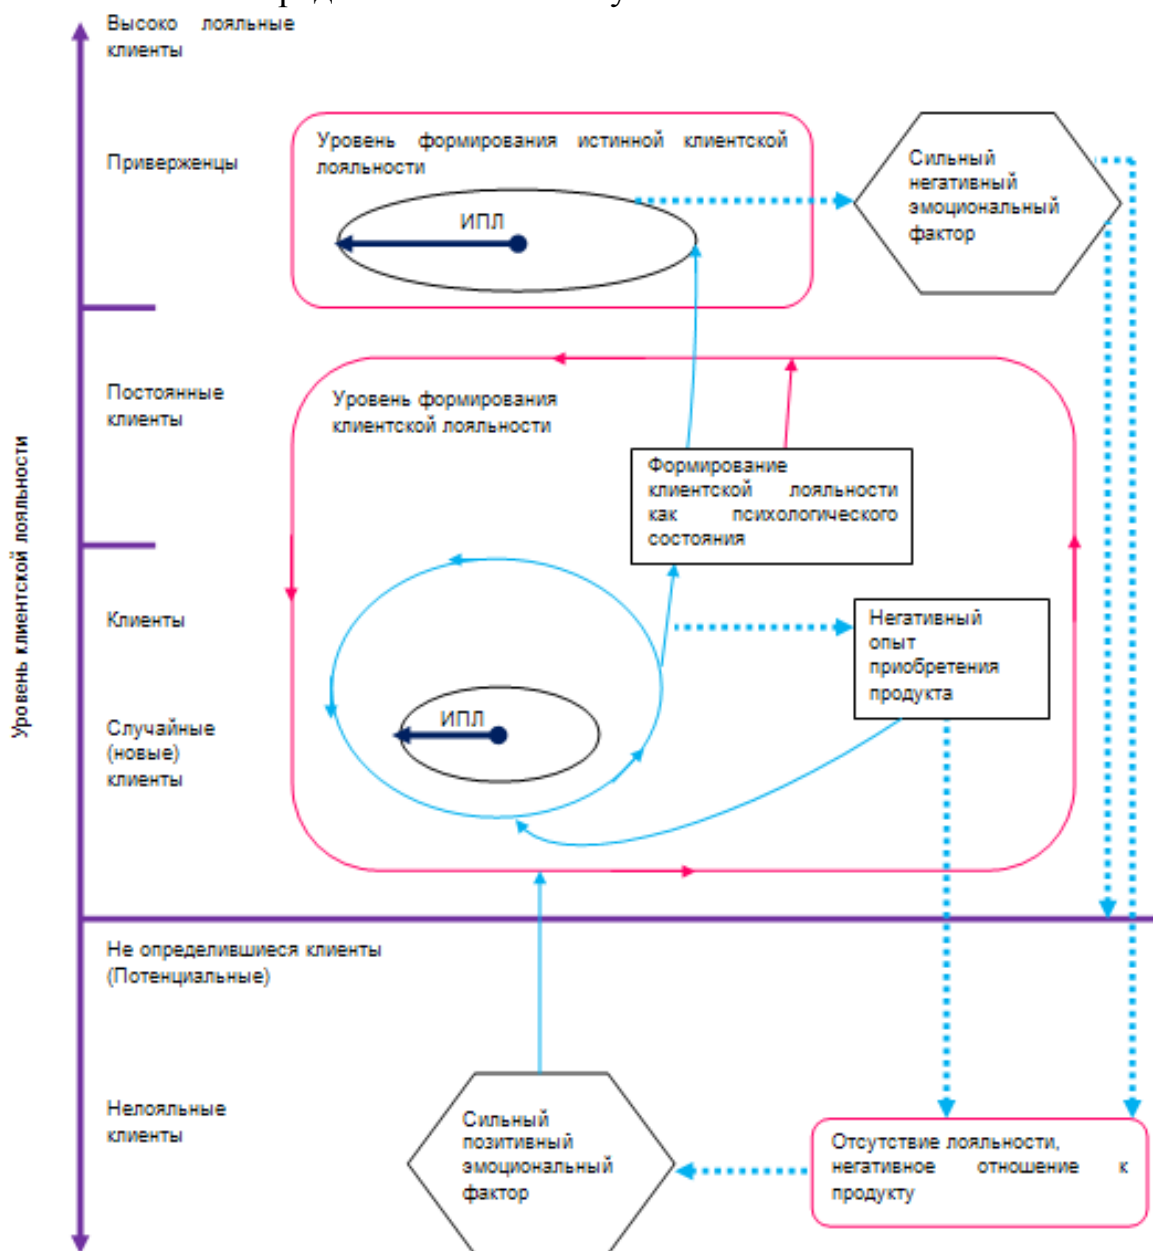 Высоко лояльные
клиенты
Приверженцы
Уровень формирования истинной клиентской
лояльности
ИПЛ
Сильный
негативный
эмоциональный
фактор
Постоянные
клиенты
Уровень формирования
клиентской лояльности
Формирование
клиентской лояльности
как психологического
состояния
Уровень клиентской лояльности
Клиенты
Негативный
опыт
приобретения
продукта
ИПЛ
Случайные
(новые)
клиенты
Не определившиеся клиенты
(Потенциальные)
Нелояльные
клиенты
Сильный
позитивный
эмоциональный
фактор
Отсутствие лояльности,
негативное отношение к
продукту